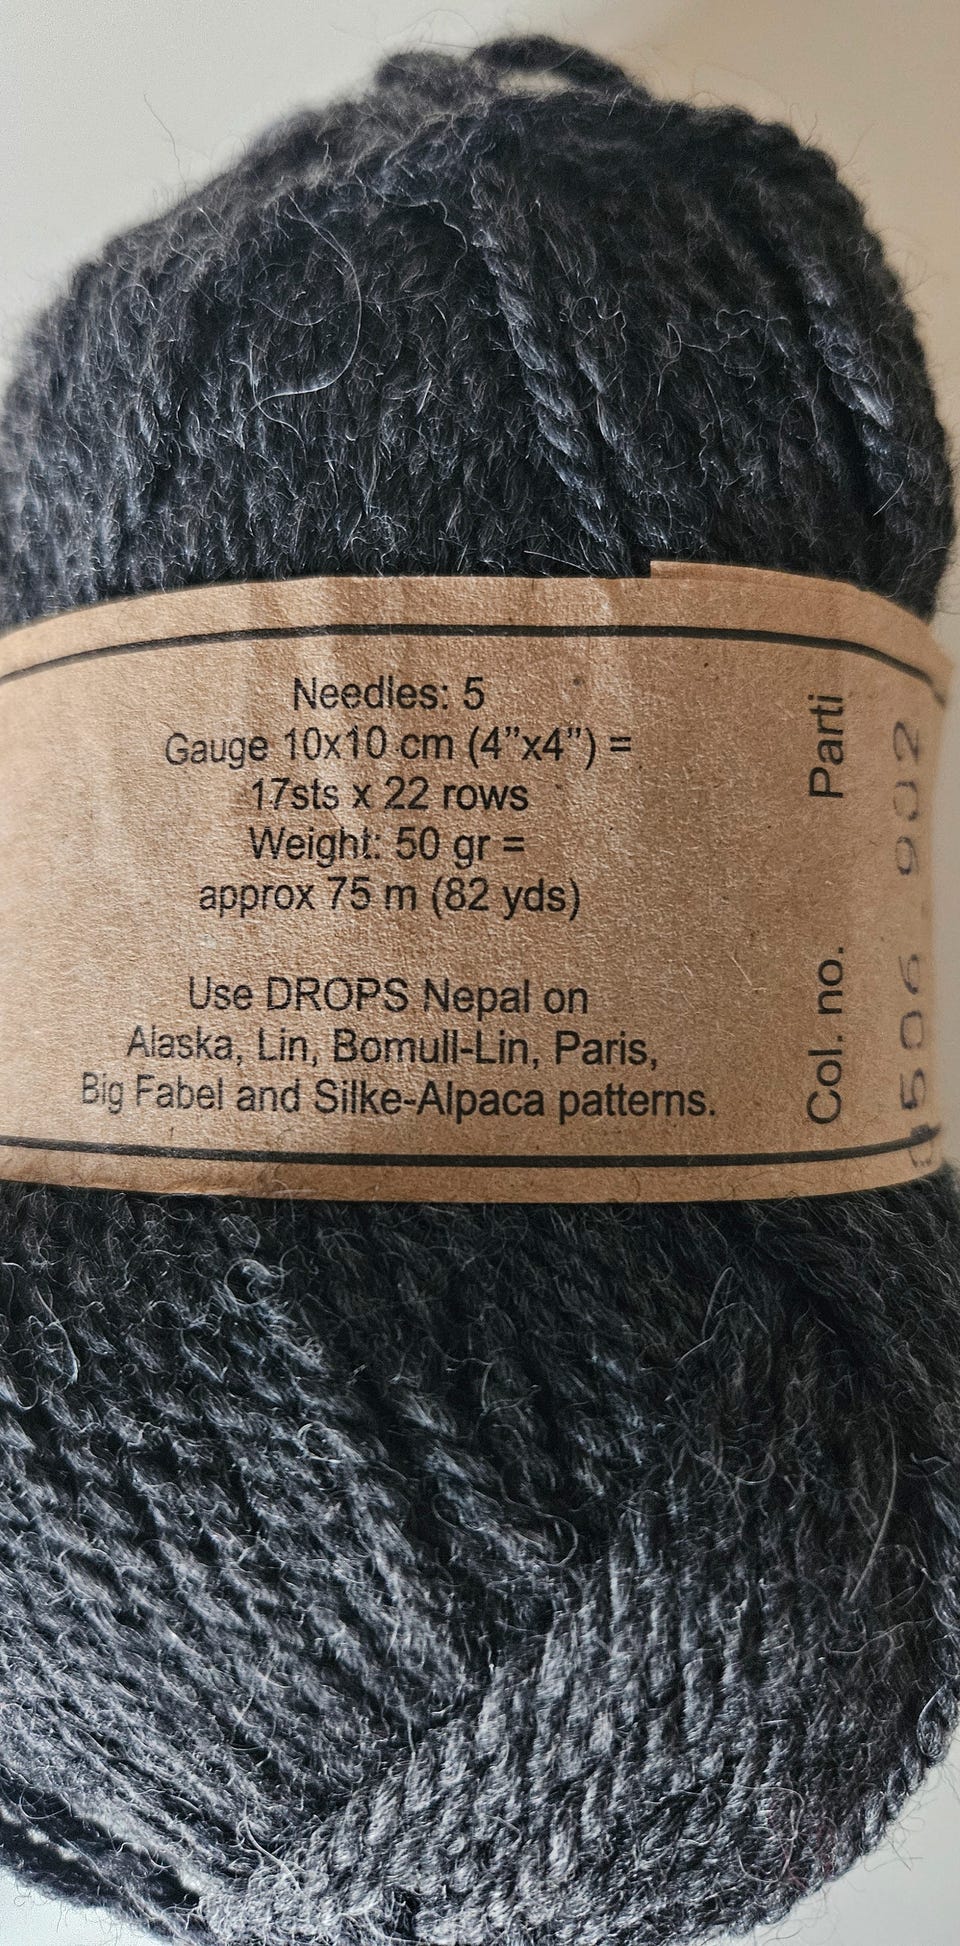 Needles: 5
Gauge 10x10 cm (4”x4”) =
17sts x 22 rows
Weight: 50 gr =
approx 75 m (82 yds)
Use DROPS Nepal on
Alaska, Lin, Bomull-Lin, Paris,
Big Fabel and Silke-Alpaca patterns.
Col. no. Parti
902